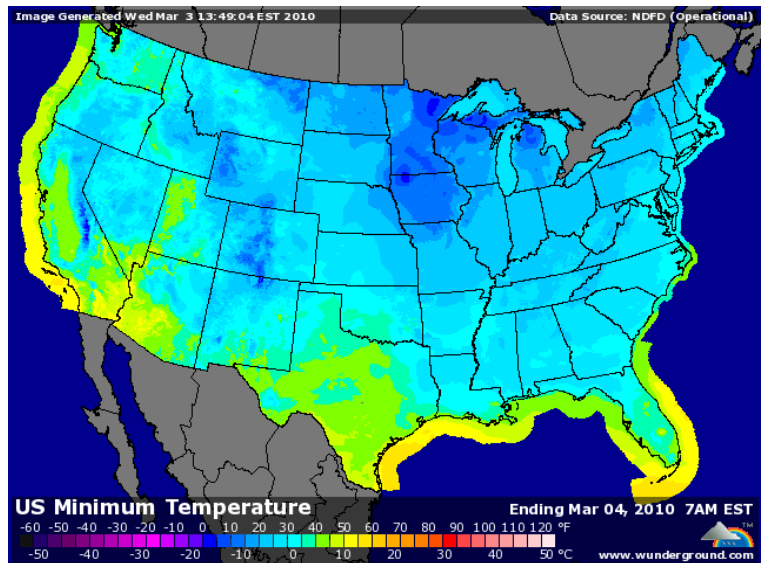 Image Generated Wed Mar 3 13:49:04 EST 2010 Data Source: NDFD (Operational)
US Minimum Temperature Ending Mar 04, 2010 7AM EST
-60 -50 -40 -30 -20 -10 0 10 20 30 40 50 60 70 80 90 100 110 120 °F
-50 -40 -30 -20 -10 0 10 20 30 40 50 °C
TM
www.wunderground.com